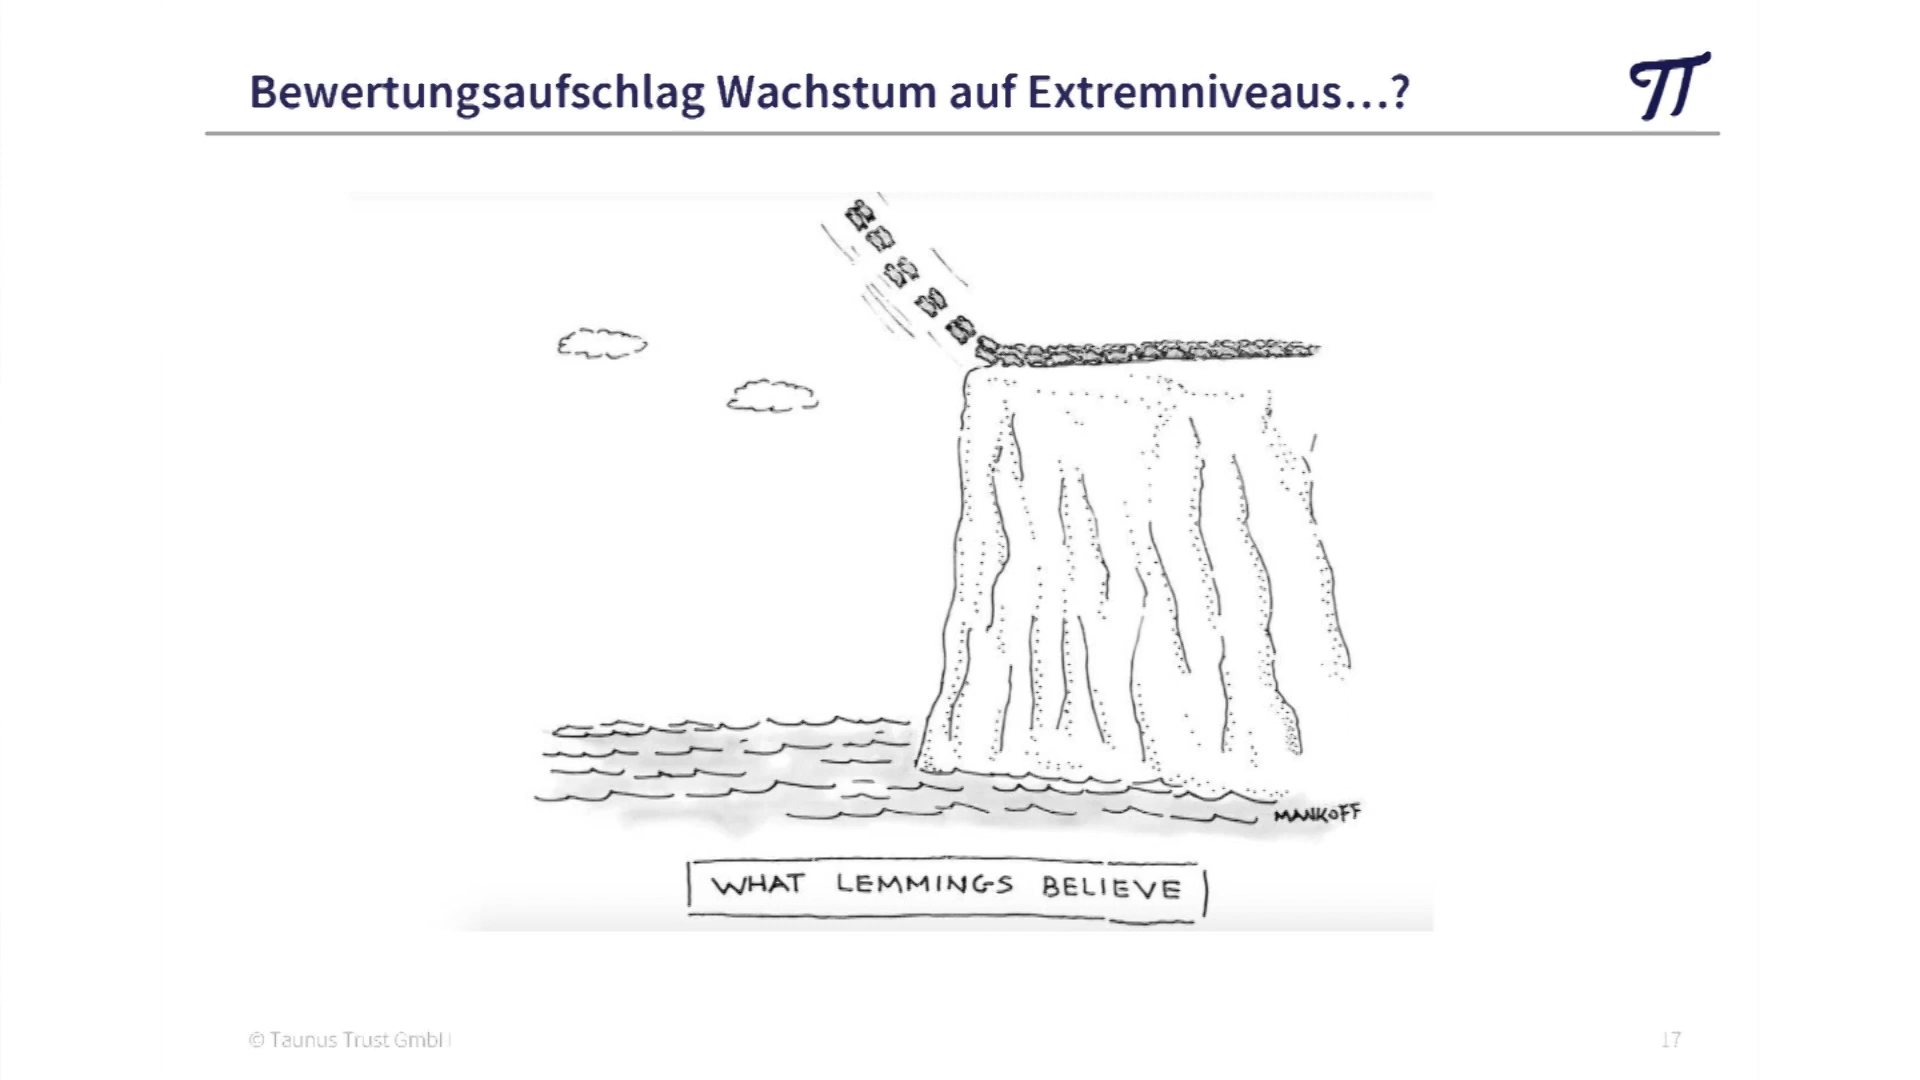 Bewertungsaufschlag Wachstum auf Extremniveaus...?
MANKOFF
WHAT LEMMINGS BELIEVE
© Taunus Trust GmbH
17